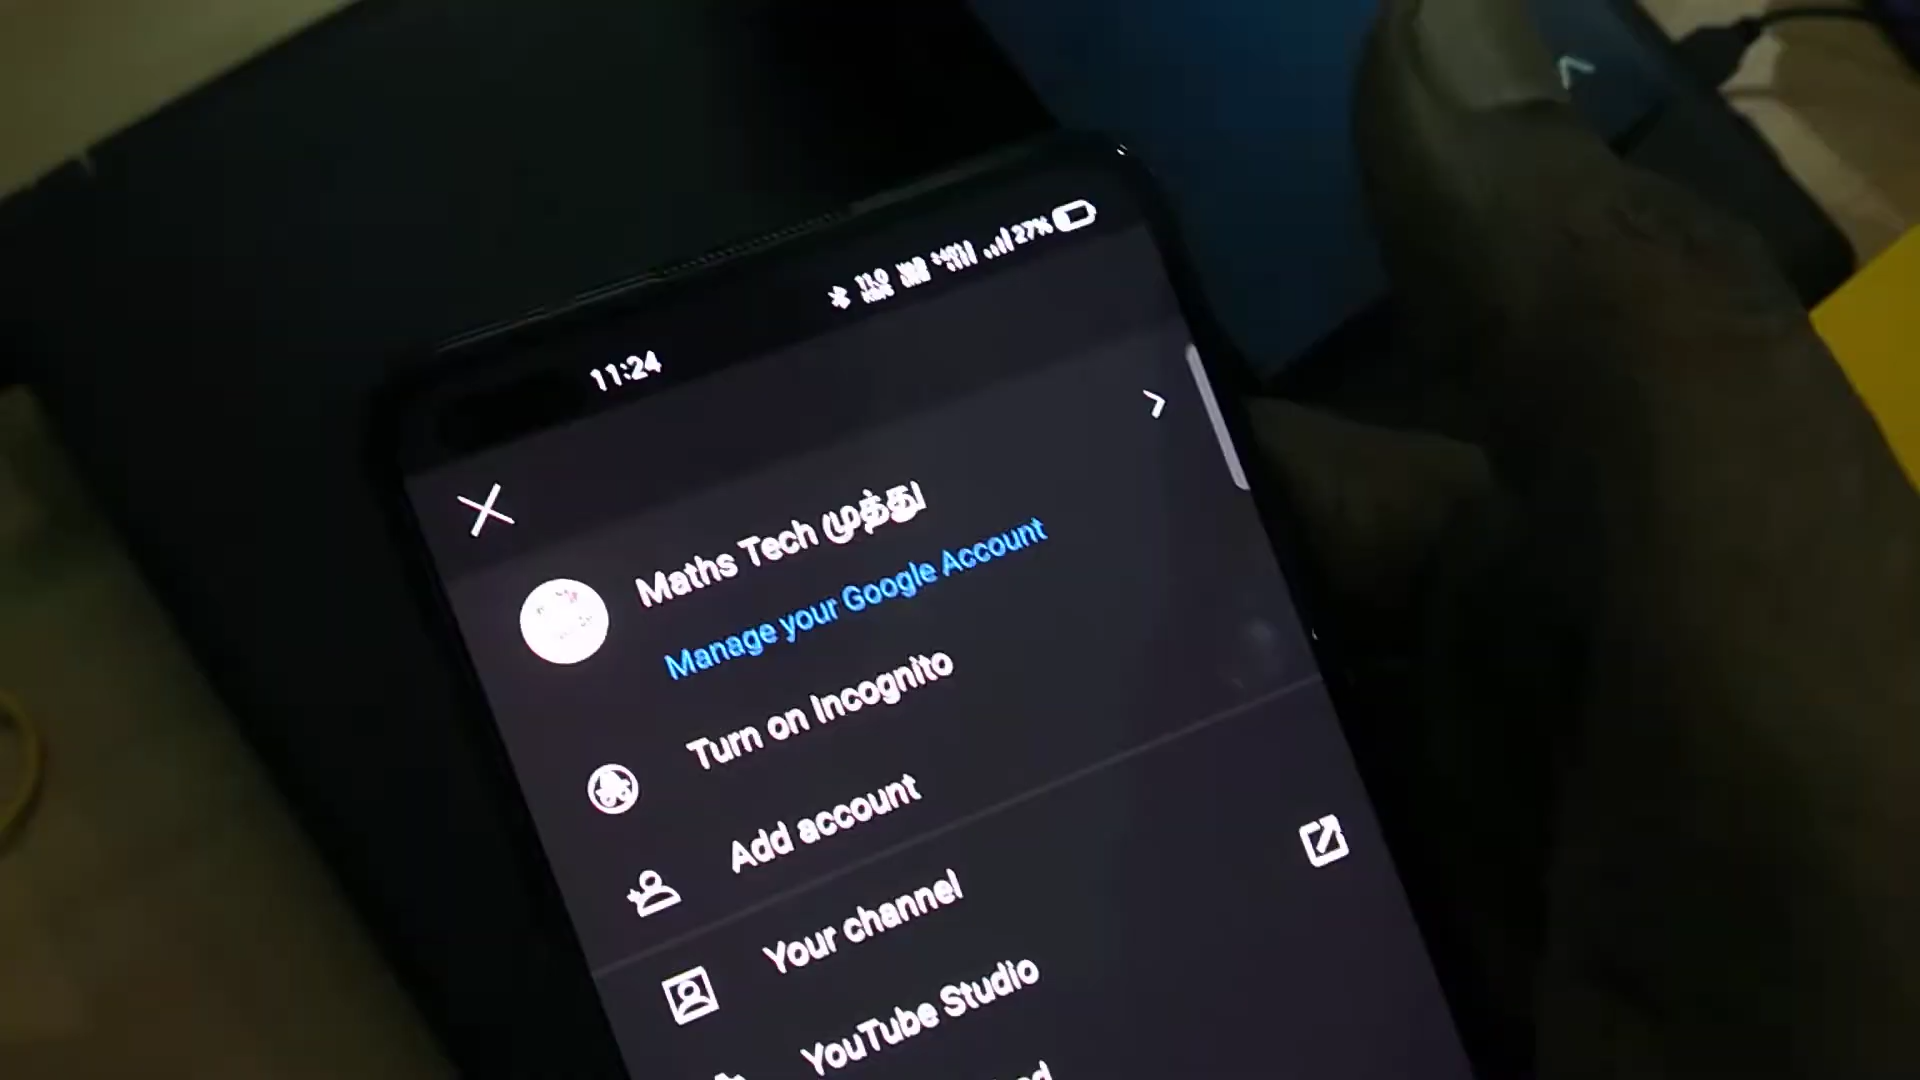 11:24
27%
Maths Tech முத்து
Manage your Google Account
Turn on Incognito
Add account
Your channel
YouTube Studio